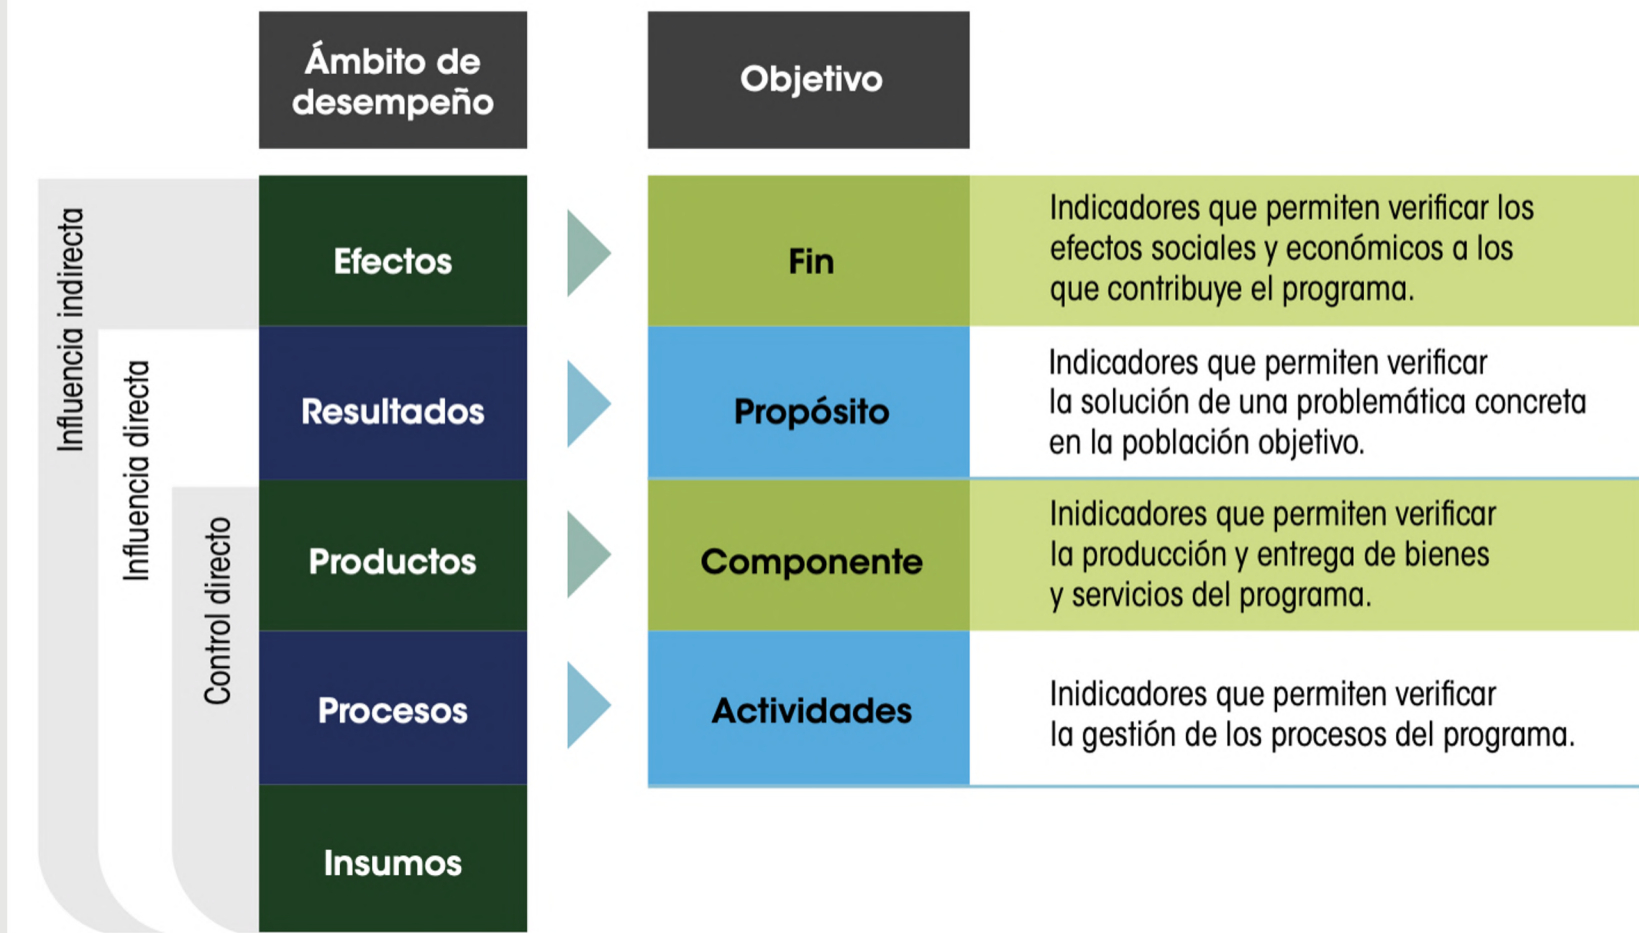 Ámbito de
desempeño
Objetivo
Influencia indirecta
Influencia directa
Control directo
Efectos
Fin
Indicadores que permiten verificar los
efectos sociales y económicos a los
que contribuye el programa.
Resultados
Propósito
Indicadores que permiten verificar
la solución de una problemática concreta
en la población objetivo.
Productos
Componente
Inidicadores que permiten verificar
la producción y entrega de bienes
y servicios del programa.
Procesos
Actividades
Inidicadores que permiten verificar
la gestión de los procesos del programa.
Insumos